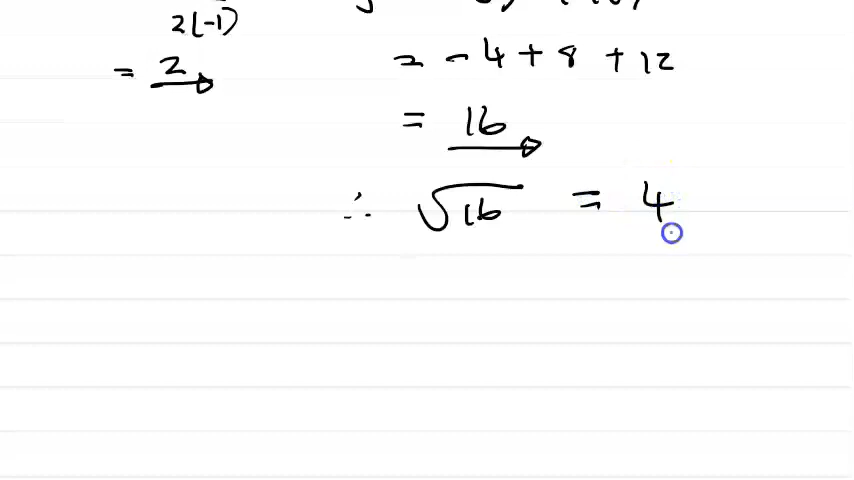 2(-1)
= 2
= -4 + 8 + 12
= 16
∴ √16 = 4